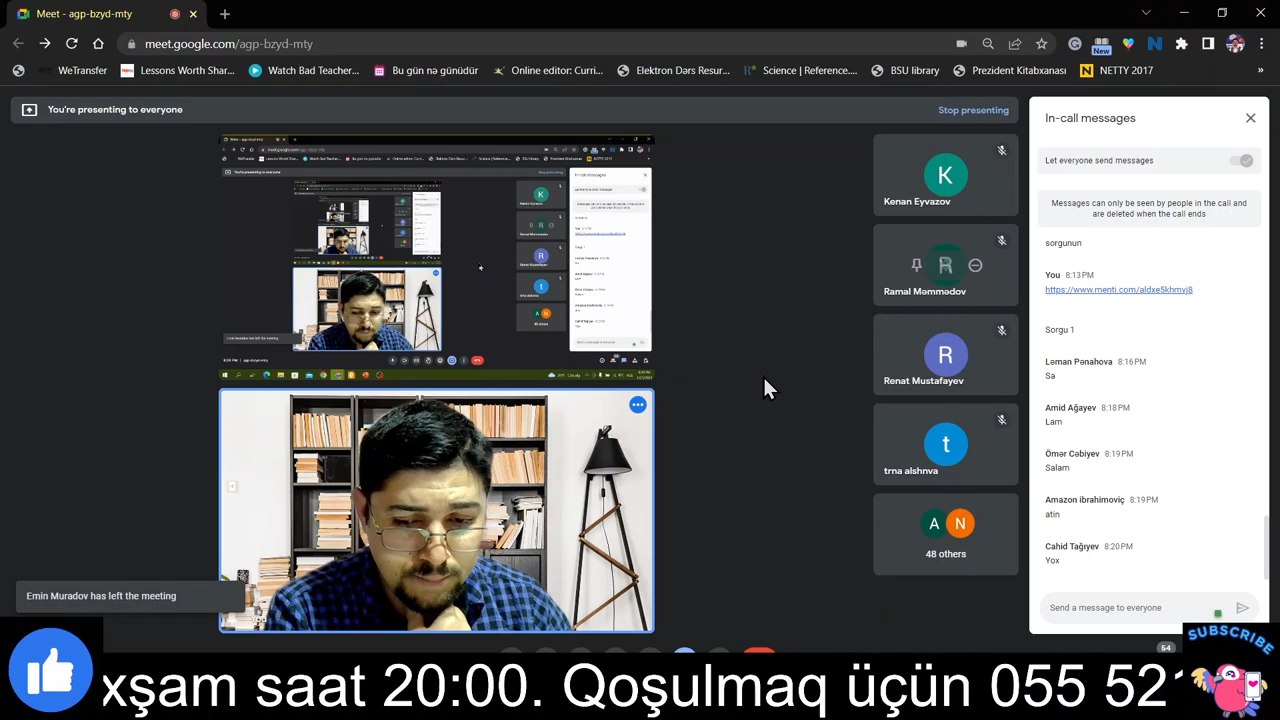 Meet - agp-bzyd-mty
meet.google.com/agp-bzyd-mty
New
WeTransfer
Lessons Worth Shar...
Watch Bad Teacher...
Bu gün nə günüdür
Online editor: Curri...
Elektron Dərs Resur...
Science | Referenc...
BSU library
Prezident Kitabxanası
NETTY 2017
»
You're presenting to everyone
Stop presenting
In-call messages
Let everyone send messages
Messages can only be seen by people in the call and
are deleted when the call ends
sorgunun
You 8:13 PM
https://www.menti.com/aldxe5khmvj8
Sorgu 1
Ləman Pənahova 8:16 PM
Sa
Amid Ağayev 8:18 PM
Lam
Ömər Cəbiyev 8:19 PM
Salam
Amazon ibrahimoviç 8:19 PM
atin
Cahid Tağıyev 8:20 PM
Yox
Send a message to everyone
K
Kənan Eyvazov
R
R
Renat Mustafayev
t
trna alshnva
A N
48 others
Emin Muradov has left the meeting
54
SUBSCRIBE
xşam saat 20:00. Qoşulmaq üçün 055 52